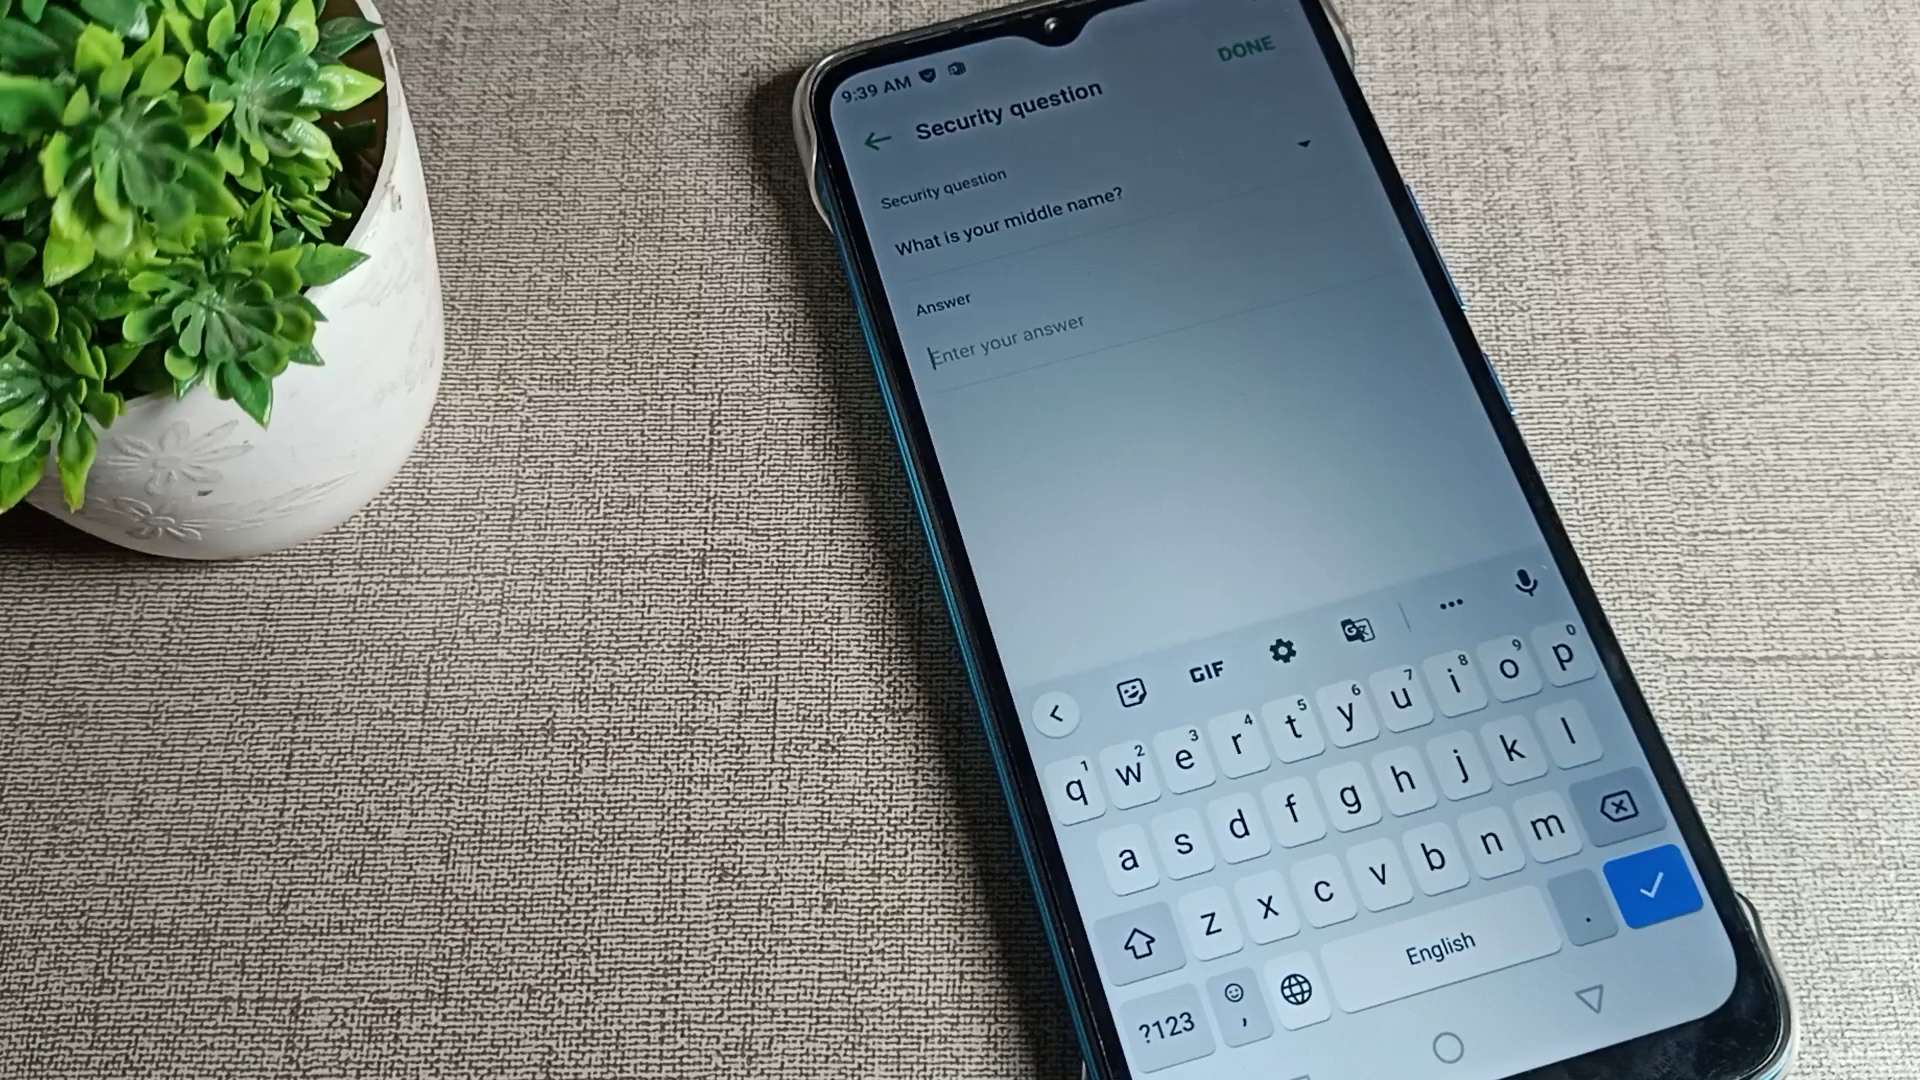 9:39 AM
DONE
Security question
Security question
What is your middle name?
Answer
Enter your answer
GIF
q1 w2 e3 r4 t5 y6 u7 i8 o9 p0
a s d f g h j k l
z x c v b n m
?123 , English .